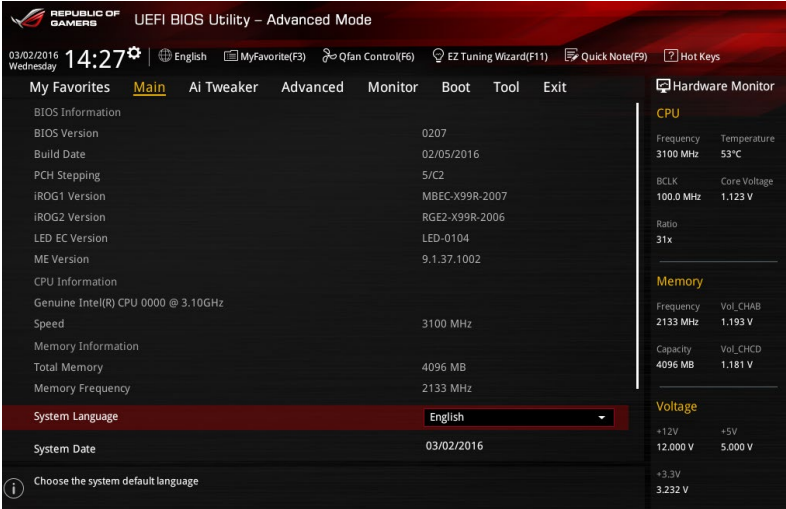 REPUBLIC OF
GAMERS
UEFI BIOS Utility – Advanced Mode
03/02/2016
Wednesday
14:27
English
MyFavorite(F3)
Qfan Control(F6)
EZ Tuning Wizard(F11)
Quick Note(F9)
? Hot Keys
My Favorites Main Ai Tweaker Advanced Monitor Boot Tool Exit
BIOS Information
BIOS Version 0207
Build Date 02/05/2016
PCH Stepping 5/C2
iROG1 Version MBEC-X99R-2007
iROG2 Version RGE2-X99R-2006
LED EC Version LED-0104
ME Version 9.1.37.1002
CPU Information
Genuine Intel(R) CPU 0000 @ 3.10GHz
Speed 3100 MHz
Memory Information
Total Memory 4096 MB
Memory Frequency 2133 MHz
System Language English
System Date 03/02/2016
Choose the system default language
Hardware Monitor
CPU
Frequency Temperature
3100 MHz 53°C
BCLK Core Voltage
100.0 MHz 1.123 V
Ratio
31x
Memory
Frequency Vol_CHAB
2133 MHz 1.193 V
Capacity Vol_CHCD
4096 MB 1.181 V
Voltage
+12V +5V
12.000 V 5.000 V
+3.3V
3.232 V